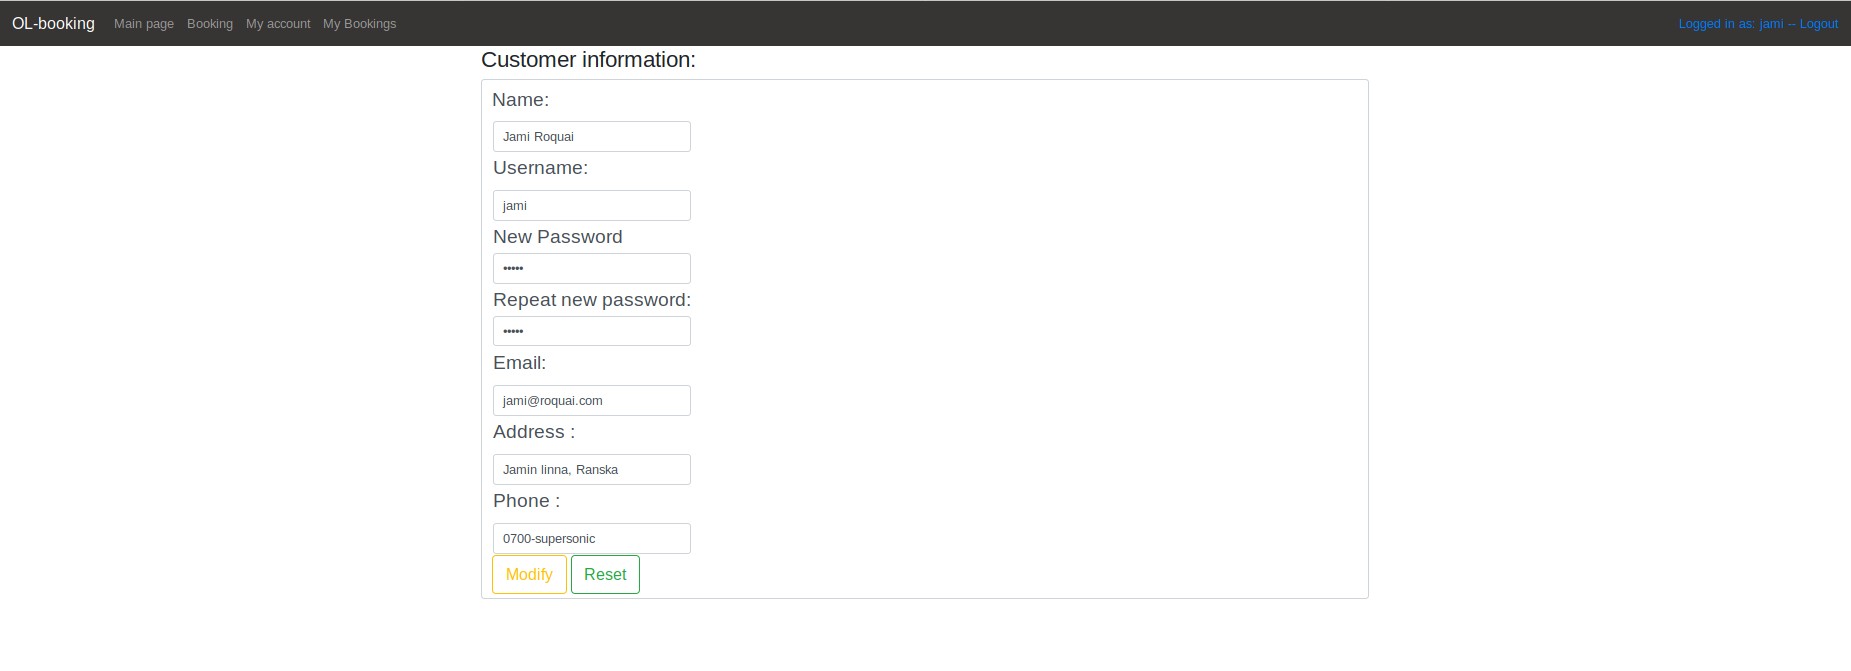 OL-booking Main page Booking My account My Bookings Logged in as: jami -- Logout
Customer information:
Name:
Jami Roquai
Username:
jami
New Password
•••••
Repeat new password:
•••••
Email:
jami@roquai.com
Address :
Jamin linna, Ranska
Phone :
0700-supersonic
Modify Reset